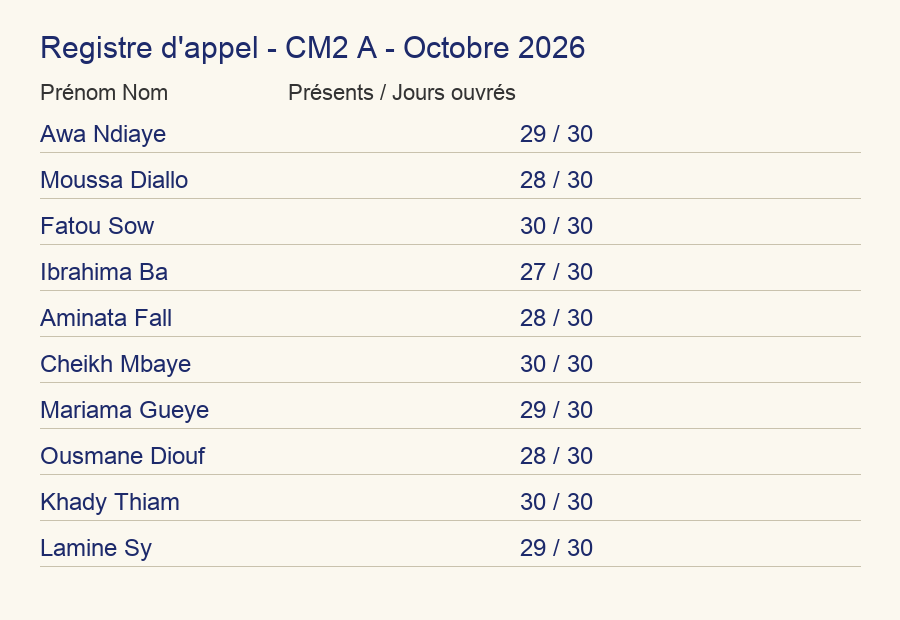 Registre d'appel - CM2 A - Octobre 2026
Prénom Nom Présents / Jours ouvrés
Awa Ndiaye 29 / 30
Moussa Diallo 28 / 30
Fatou Sow 30 / 30
Ibrahima Ba 27 / 30
Aminata Fall 28 / 30
Cheikh Mbaye 30 / 30
Mariama Gueye 29 / 30
Ousmane Diouf 28 / 30
Khady Thiam 30 / 30
Lamine Sy 29 / 30